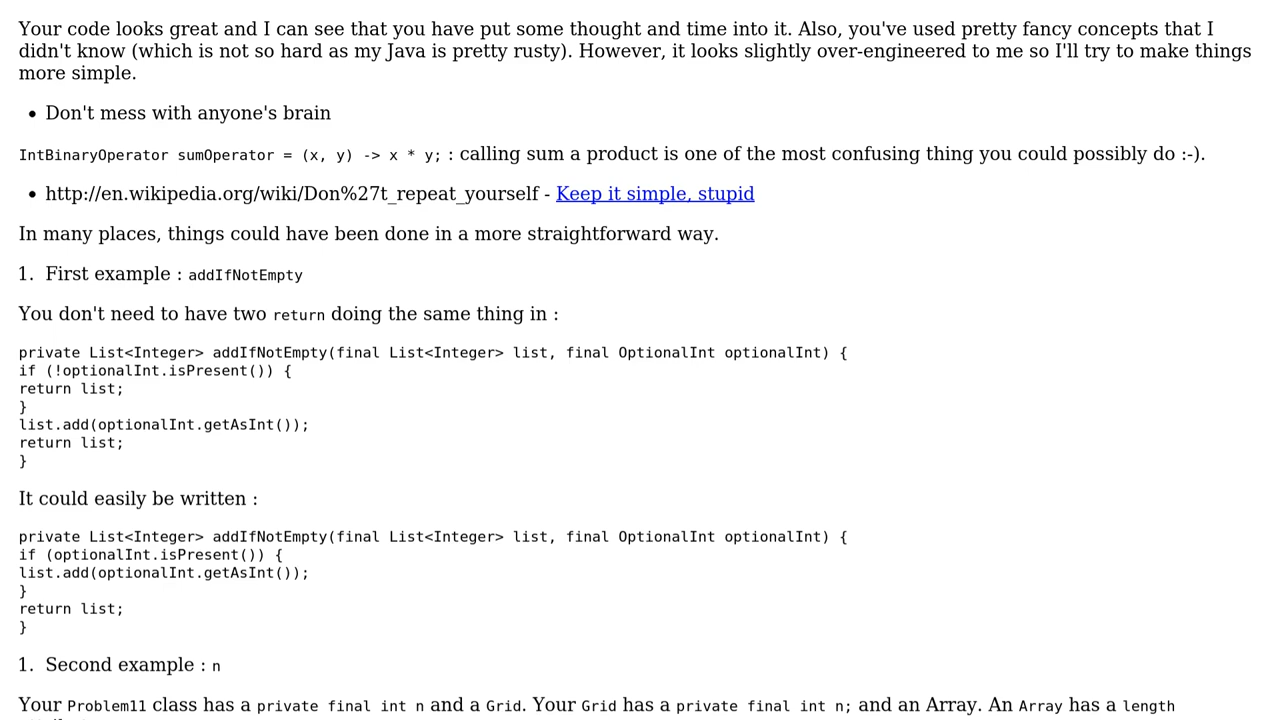 Your code looks great and I can see that you have put some thought and time into it. Also, you've used pretty fancy concepts that I
didn't know (which is not so hard as my Java is pretty rusty). However, it looks slightly over-engineered to me so I'll try to make things
more simple.
• Don't mess with anyone's brain
IntBinaryOperator sumOperator = (x, y) -> x * y; : calling sum a product is one of the most confusing thing you could possibly do :-).
• http://en.wikipedia.org/wiki/Don%27t_repeat_yourself - Keep it simple, stupid
In many places, things could have been done in a more straightforward way.
1. First example : addIfNotEmpty
You don't need to have two return doing the same thing in :
private List<Integer> addIfNotEmpty(final List<Integer> list, final OptionalInt optionalInt) {
if (!optionalInt.isPresent()) {
return list;
}
list.add(optionalInt.getAsInt());
return list;
}
It could easily be written :
private List<Integer> addIfNotEmpty(final List<Integer> list, final OptionalInt optionalInt) {
if (optionalInt.isPresent()) {
list.add(optionalInt.getAsInt());
}
return list;
}
1. Second example : n
Your Problem11 class has a private final int n and a Grid. Your Grid has a private final int n; and an Array. An Array has a length